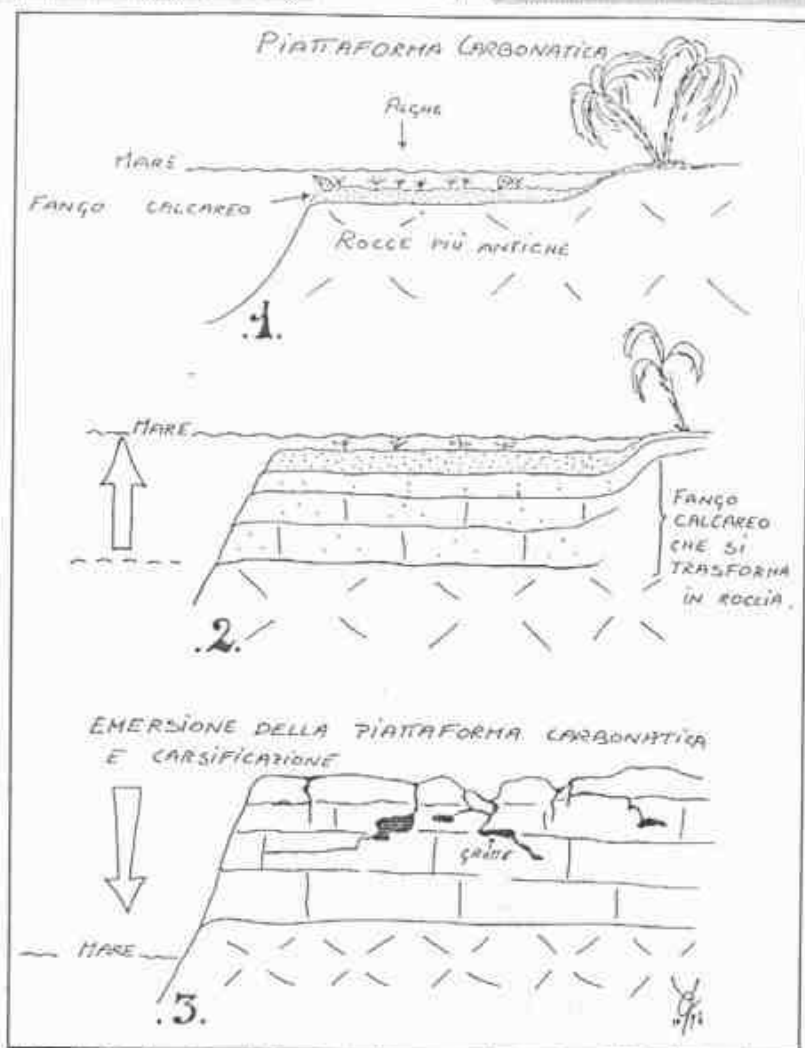 PIATTAFORMA CARBONATICA
ALGHE
MARE
FANGO CALCAREO
ROCCE PIÙ ANTICHE
.1.
MARE
FANGO
CALCAREO
CHE SI
TRASFORMA
IN ROCCIA.
.2.
EMERSIONE DELLA PIATTAFORMA CARBONATICA
E CARSIFICAZIONE
GROTTE
MARE
.3.